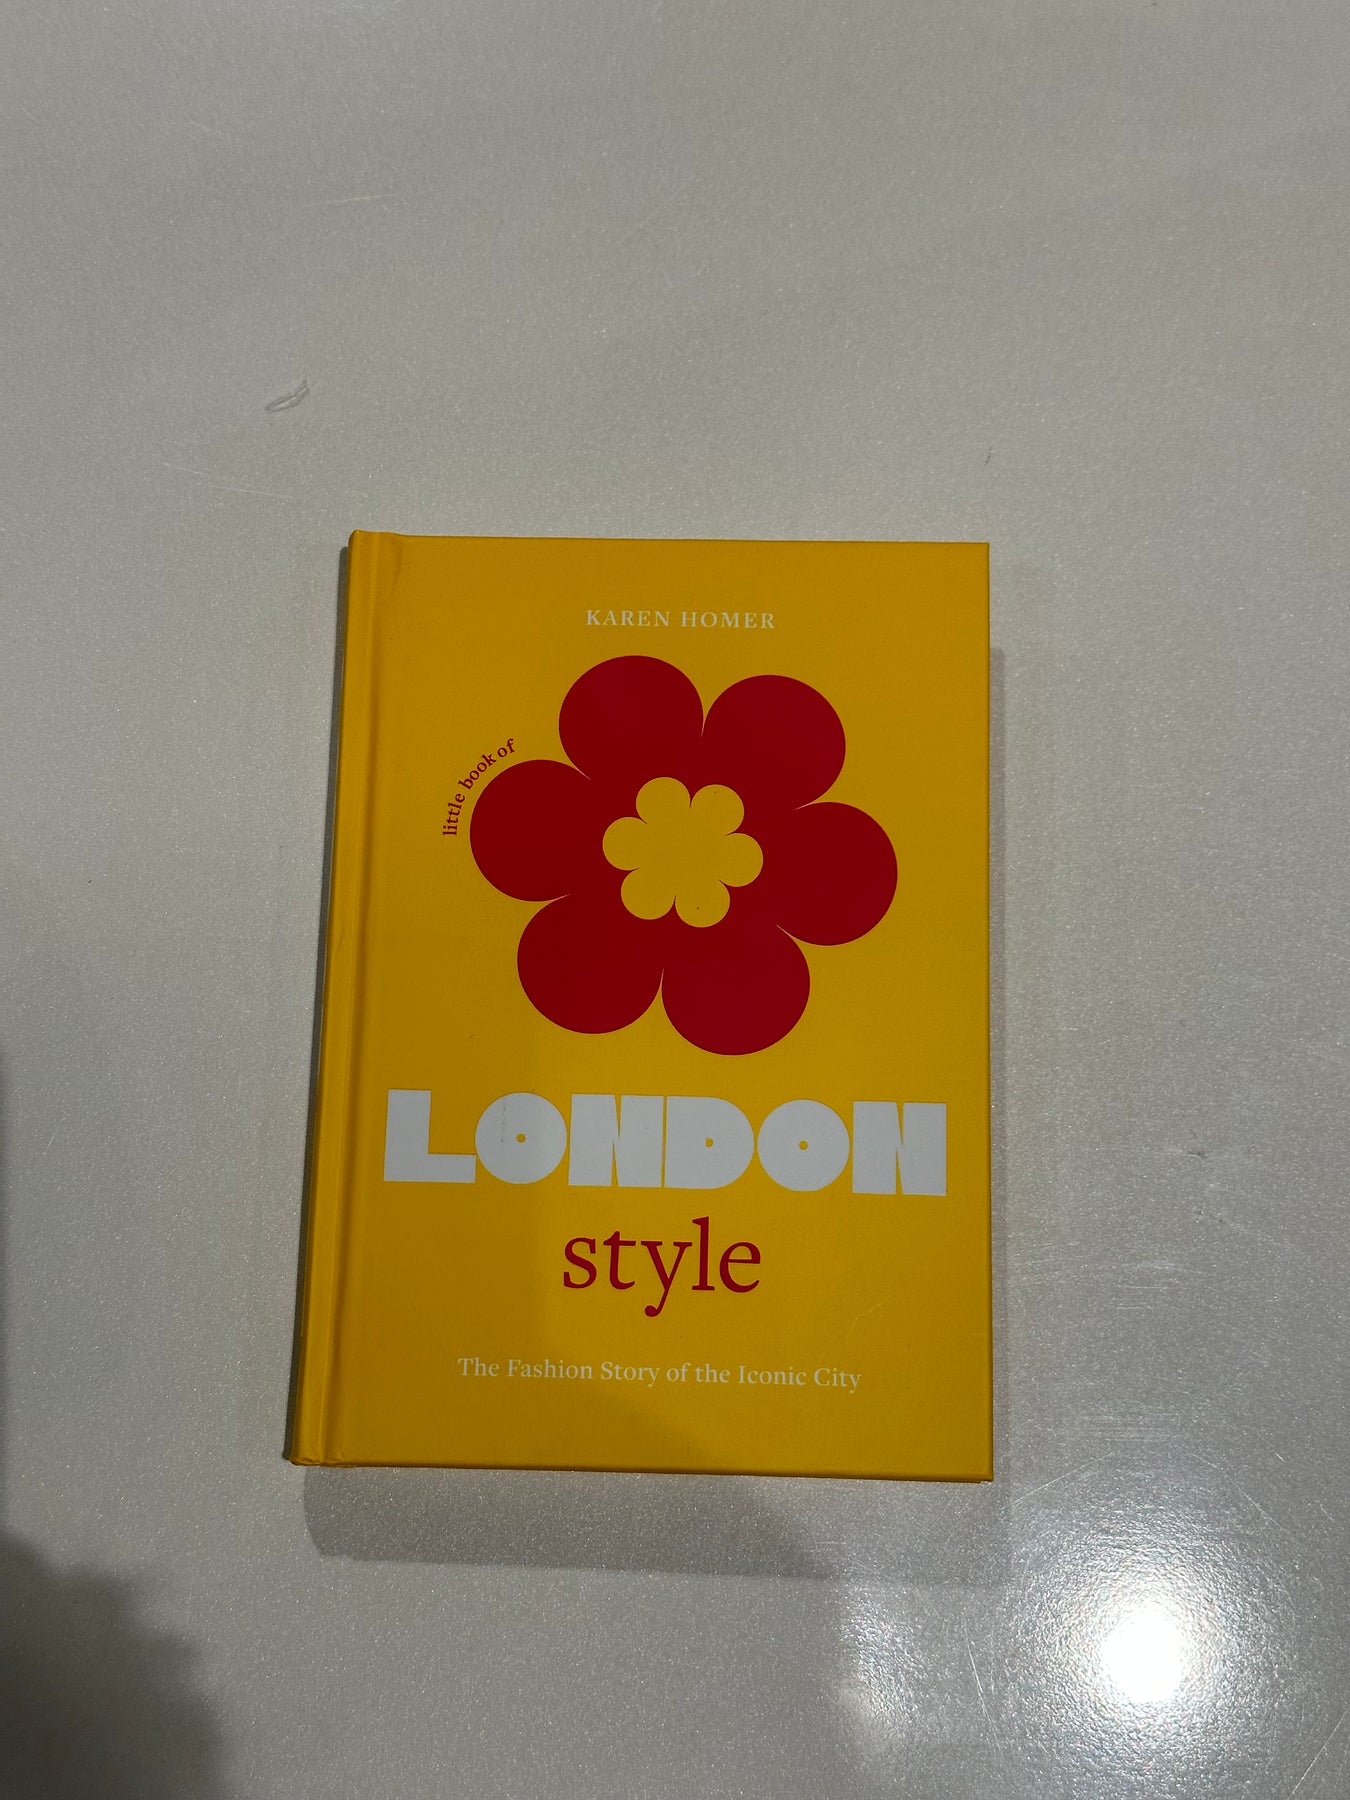 KAREN HOMER
little book of
LONDON
style
The Fashion Story of the Iconic City